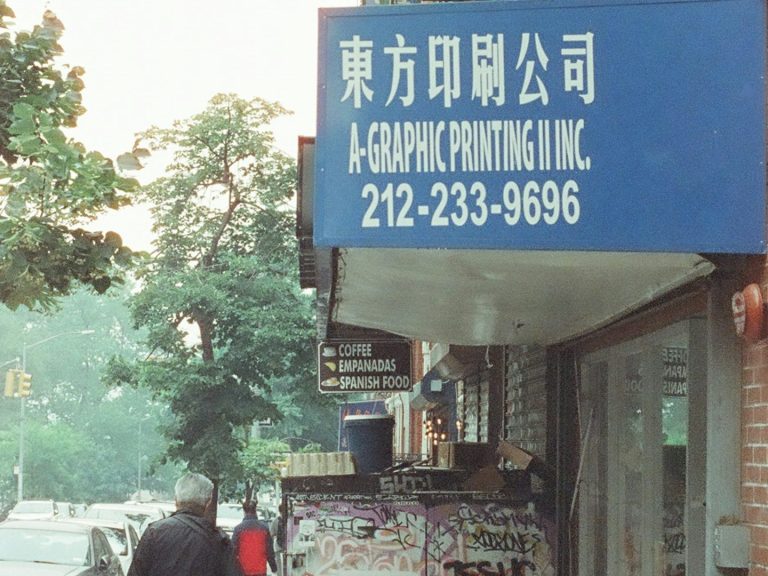 東方印刷公司
A-GRAPHIC PRINTING II INC.
212-233-9696
COFFEE
EMPANADAS
SPANISH FOOD